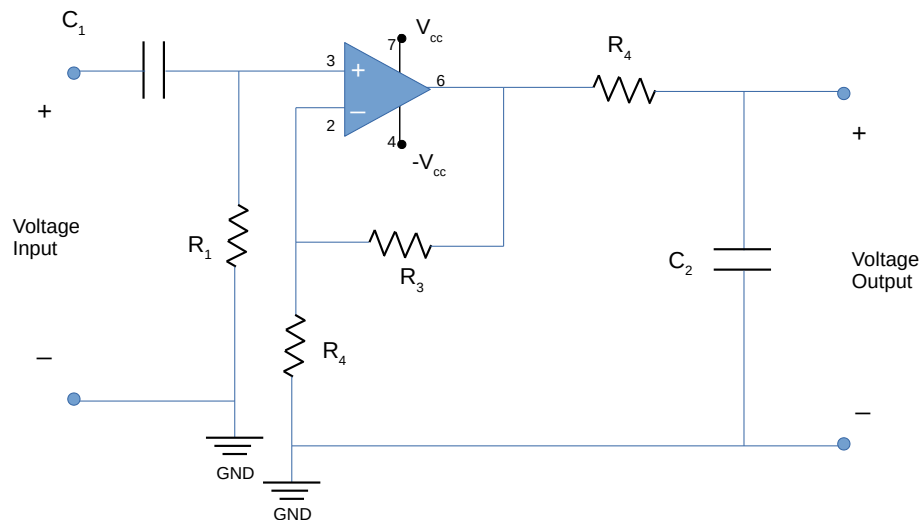 C1
Vcc
7
3
+
6
R4
+
–
2
4
-Vcc
+
Voltage
Input
R1
R3
C2
Voltage
Output
–
R4
–
GND
GND